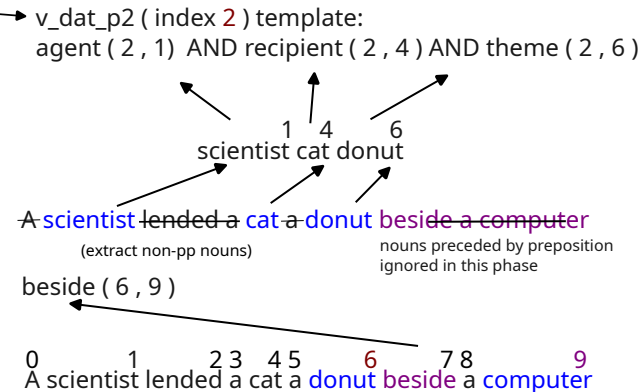 v_dat_p2 ( index 2 ) template:
agent ( 2 , 1) AND recipient ( 2 , 4 ) AND theme ( 2 , 6 )
1 4 6
scientist cat donut
A scientist lended a cat a donut beside a computer
(extract non-pp nouns)
nouns preceded by preposition
ignored in this phase
beside ( 6 , 9 )
0 1 2 3 4 5 6 7 8 9
A scientist lended a cat a donut beside a computer